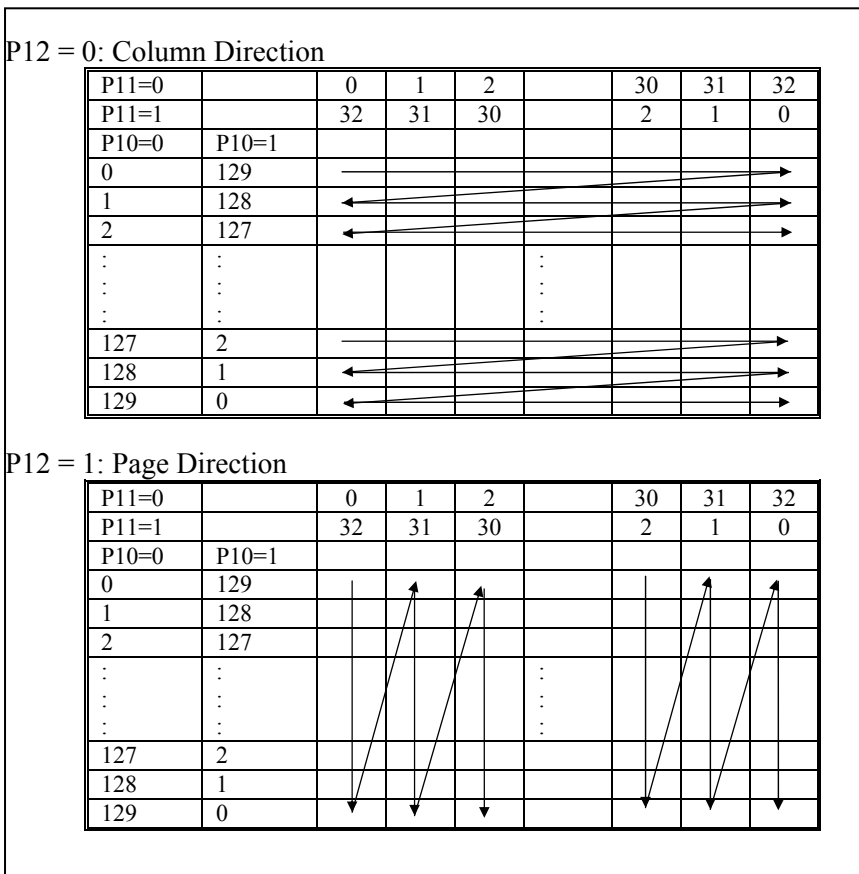 P12 = 0: Column Direction
P11=0 0 1 2 30 31 32
P11=1 32 31 30 2 1 0
P10=0 P10=1
0 129
1 128
2 127
: : :
: : :
: : :
127 2
128 1
129 0
P12 = 1: Page Direction
P11=0 0 1 2 30 31 32
P11=1 32 31 30 2 1 0
P10=0 P10=1
0 129
1 128
2 127
: : :
: : :
: : :
127 2
128 1
129 0